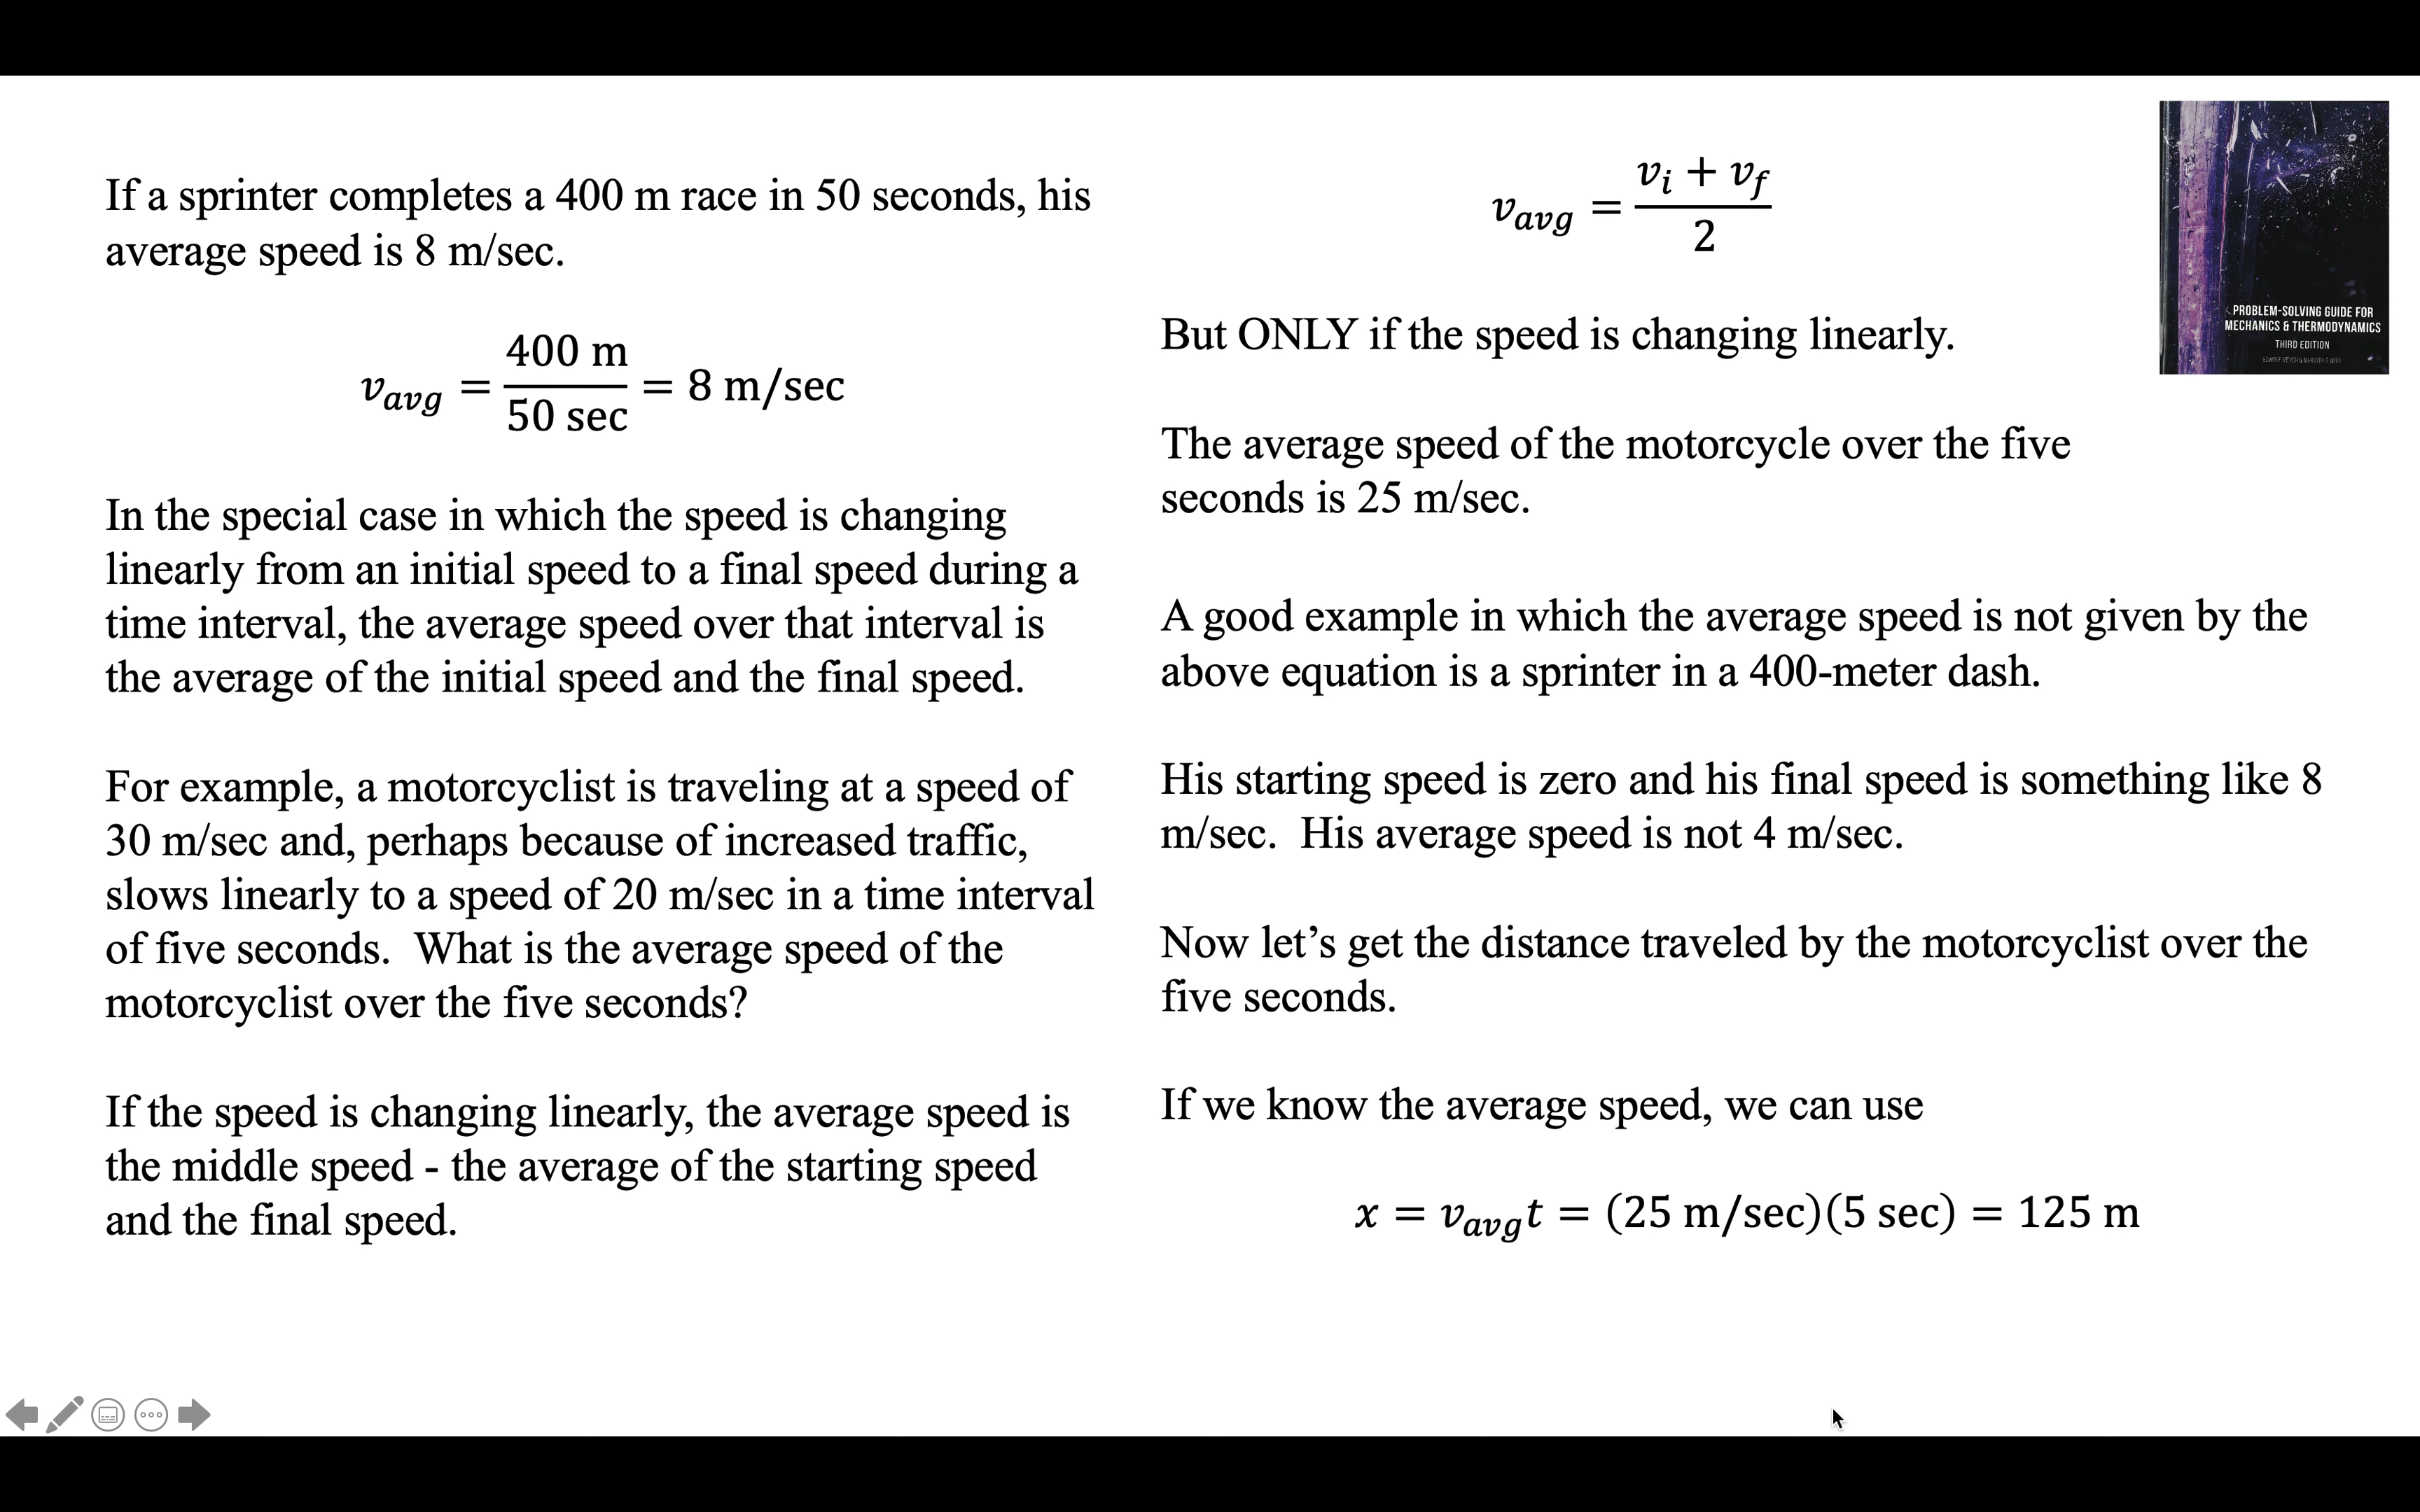 If a sprinter completes a 400 m race in 50 seconds, his
average speed is 8 m/sec.
v_avg = 400 m / 50 sec = 8 m/sec
In the special case in which the speed is changing
linearly from an initial speed to a final speed during a
time interval, the average speed over that interval is
the average of the initial speed and the final speed.
For example, a motorcyclist is traveling at a speed of
30 m/sec and, perhaps because of increased traffic,
slows linearly to a speed of 20 m/sec in a time interval
of five seconds.  What is the average speed of the
motorcyclist over the five seconds?
If the speed is changing linearly, the average speed is
the middle speed - the average of the starting speed
and the final speed.
v_avg = (v_i + v_f) / 2
But ONLY if the speed is changing linearly.
The average speed of the motorcycle over the five
seconds is 25 m/sec.
A good example in which the average speed is not given by the
above equation is a sprinter in a 400-meter dash.
His starting speed is zero and his final speed is something like 8
m/sec.  His average speed is not 4 m/sec.
Now let’s get the distance traveled by the motorcyclist over the
five seconds.
If we know the average speed, we can use
x = v_avg t = (25 m/sec)(5 sec) = 125 m
PROBLEM-SOLVING GUIDE FOR
MECHANICS & THERMODYNAMICS
THIRD EDITION